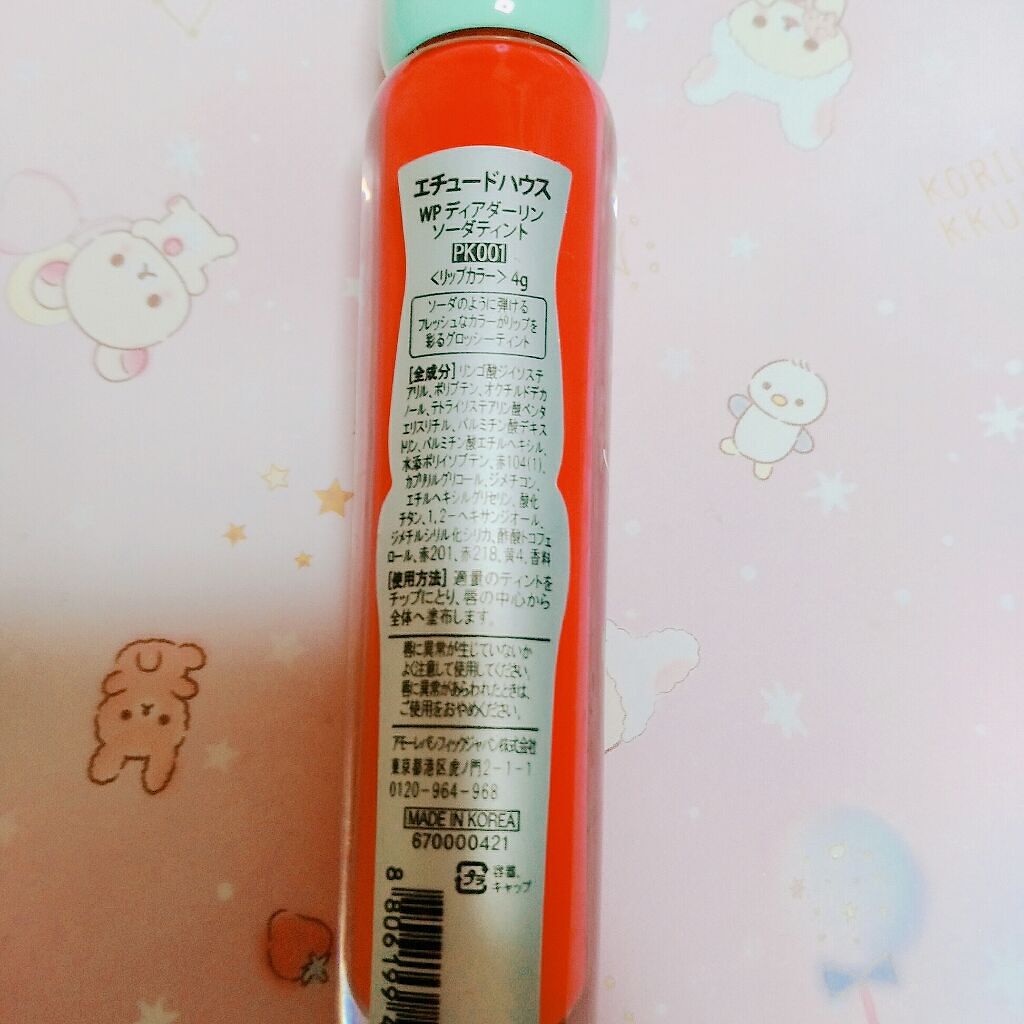 エチュードハウス
WP ディアダーリン
ソーダティント
PK001
<リップカラー> 4g
ソーダのように弾ける
フレッシュなカラーがリップを
彩るグロッシーティント
[全成分] リンゴ酸ジイソステ
アリル、ポリブテン、オクチルドデカ
ノール、テトライソステアリン酸ペンタ
エリスリチル、パルミチン酸デキス
トリン、パルミチン酸エチルヘキシル、
水添ポリイソブテン、赤104(1)、
カプリリルグリコール、ジメチコン、
エチルヘキシルグリセリン、酸化
チタン、1,2-ヘキサンジオール、
ジメチルシリル化シリカ、酢酸トコフェ
ロール、赤201、赤218、黄4、香料
[使用方法] 適量のティントを
チップにとり、唇の中心から
全体へ塗布します。
唇に異常が生じていないか
よく注意して使用してください。
唇に異常があらわれたときは、
ご使用をおやめください。
アモーレパシフィックジャパン株式会社
東京都港区虎ノ門2-1-1
0120-964-968
MADE IN KOREA
670000421
プラ 容器、
キャップ
8 806199
KORI
KKU